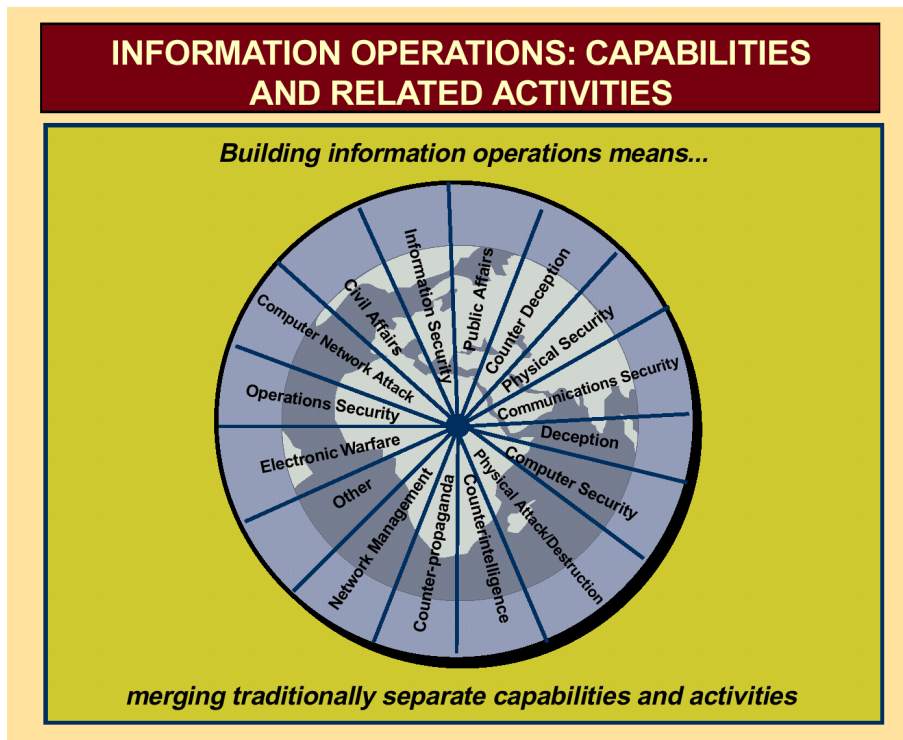 INFORMATION OPERATIONS: CAPABILITIES
AND RELATED ACTIVITIES
Building information operations means...
Public Affairs
Counter Deception
Physical Security
Communications Security
Deception
Computer Security
Physical Attack/Destruction
Counterintelligence
Counter-propaganda
Network Management
Other
Electronic Warfare
Operations Security
Computer Network Attack
Civil Affairs
Information Security
merging traditionally separate capabilities and activities